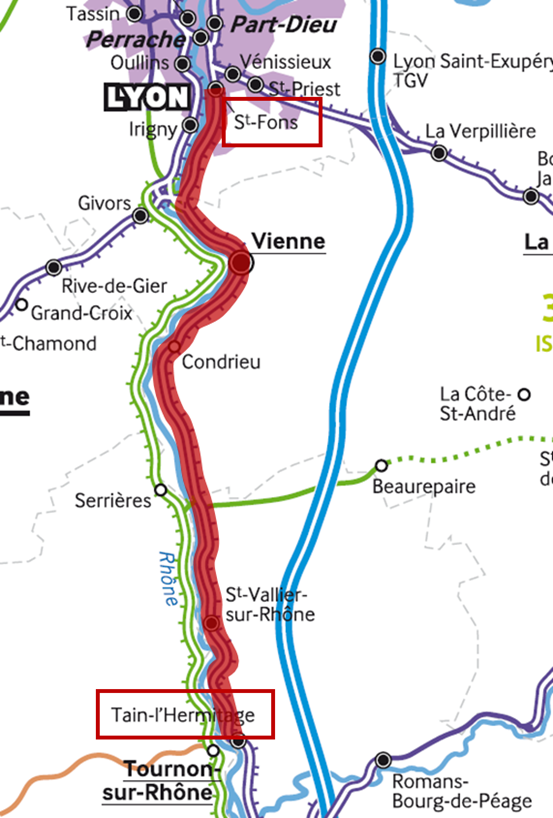 Tassin
Part-Dieu
Perrache
Oullins
Vénissieux
Lyon Saint-Exupéry
TGV
St-Priest
LYON
St-Fons
Irigny
La Verpillière
Givors
Vienne
La
Rive-de-Gier
Grand-Croix
t-Chamond
3
IS
Condrieu
ne
La Côte-
St-André
Beaurepaire
Serrières
St
Rhône
St-Vallier-
sur-Rhône
Tain-l'Hermitage
Tournon-
sur-Rhône
Romans-
Bourg-de-Péage